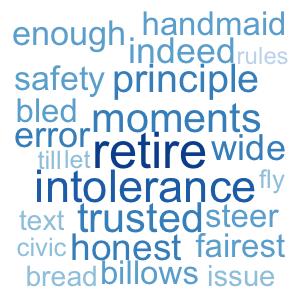 enough handmaid
indeed rules
safety principle
bled moments
error retire wide
till let
intolerance fly
text trusted steer
civic honest fairest
bread billows issue